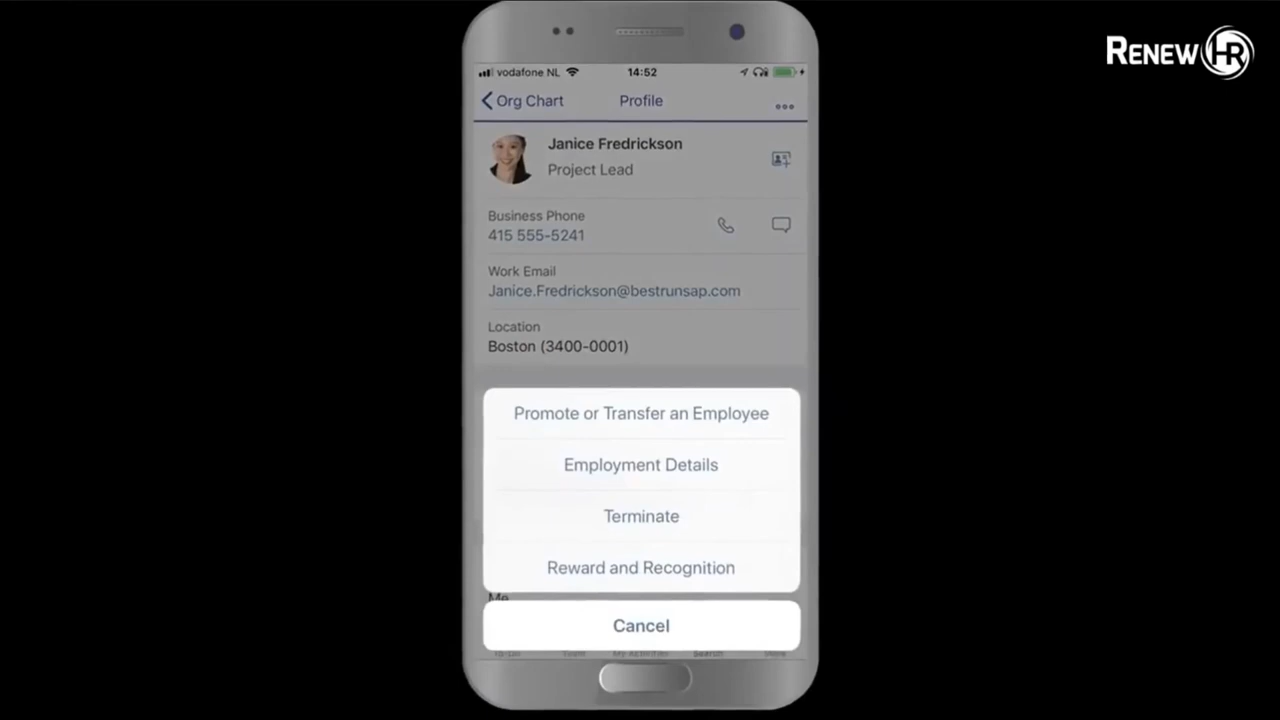 RENEW HR
vodafone NL 14:52
Org Chart Profile
Janice Fredrickson
Project Lead
Business Phone
415 555-5241
Work Email
Janice.Fredrickson@bestrunsap.com
Location
Boston (3400-0001)
Promote or Transfer an Employee
Employment Details
Terminate
Reward and Recognition
Me
Cancel